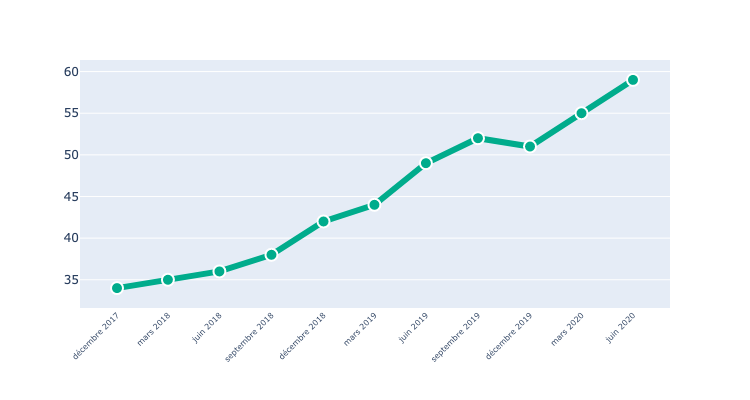 60
55
50
45
40
35
décembre 2017
mars 2018
juin 2018
septembre 2018
décembre 2018
mars 2019
juin 2019
septembre 2019
décembre 2019
mars 2020
juin 2020